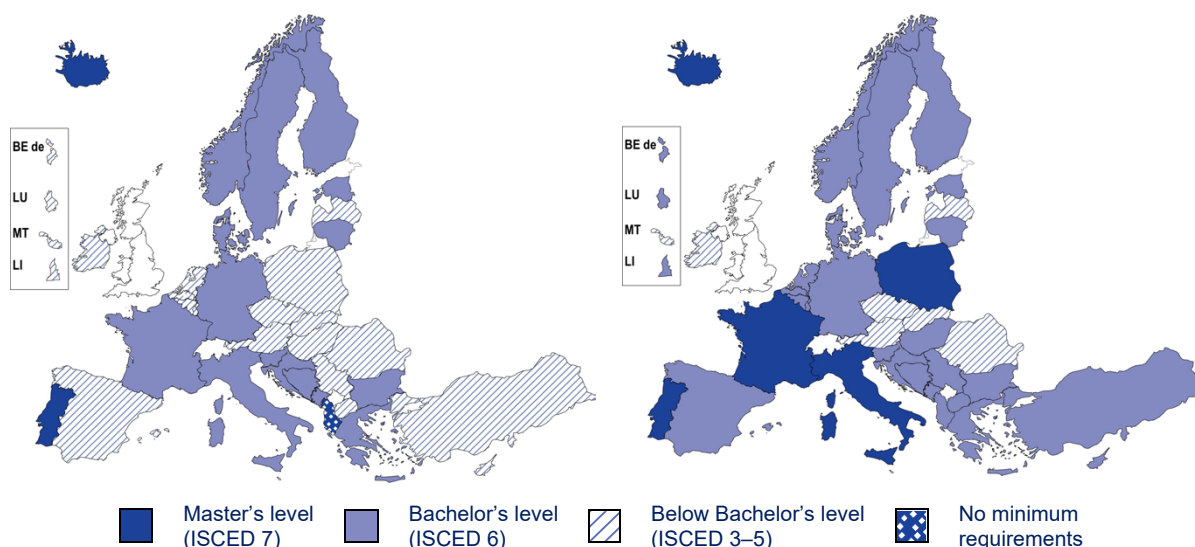 BE de
LU
MT
LI
BE de
LU
MT
LI
Master’s level
(ISCED 7)
Bachelor’s level
(ISCED 6)
Below Bachelor’s level
(ISCED 3–5)
No minimum
requirements